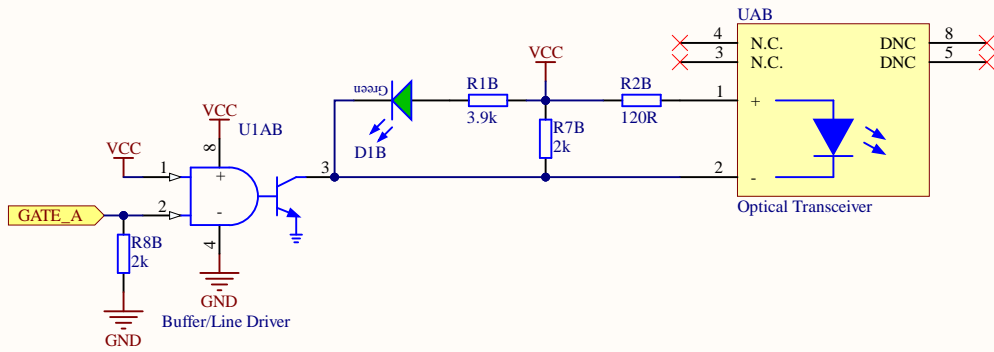 UAB
4
N.C.
DNC
8
3
N.C.
DNC
5
VCC
Green
R1B
3.9k
R2B
120R
1
+
VCC
U1AB
8
D1B
R7B
2k
VCC
1
+
3
2
-
Optical Transceiver
GATE_A
2
-
R8B
2k
4
GND
Buffer/Line Driver
GND